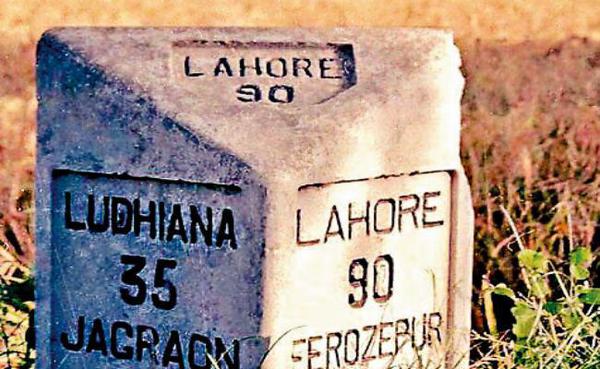 LAHORE
90
LUDHIANA
35
JAGRAON
LAHORE
90
FEROZEPUR